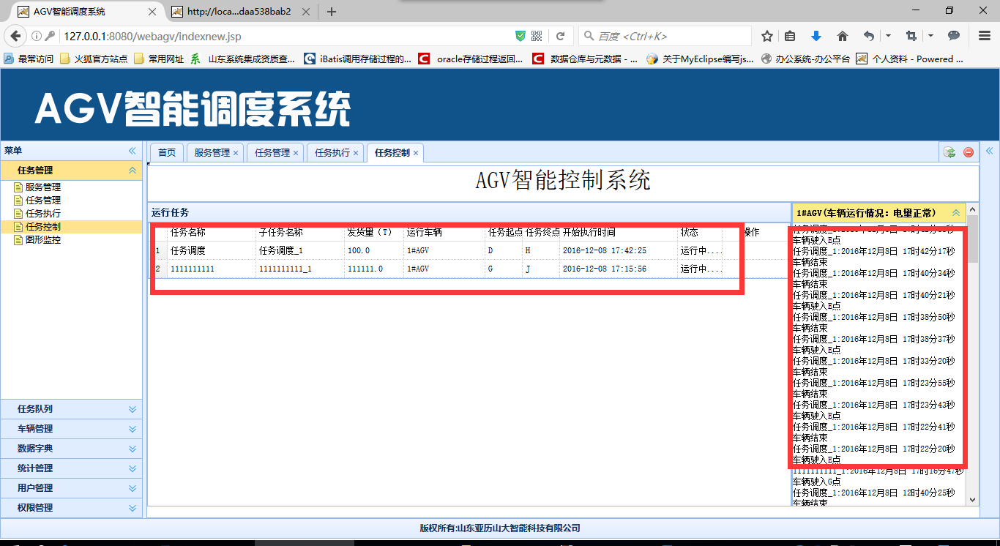 AGV智能调度系统
http://loca...daa538bab2
127.0.0.1:8080/webagv/indexnew.jsp
百度 <Ctrl+K>
最常访问 火狐官方站点 常用网址 山东系统集成资质查... iBatis调用存储过程的... oracle存储过程返回... 数据仓库与元数据 - ... 关于MyEclipse编写js... 办公系统-办公平台 个人资料 - Powered ...
AGV智能调度系统
菜单
任务管理
服务管理
任务管理
任务执行
任务控制
图形监控
任务队列
车辆管理
数据字典
统计管理
用户管理
权限管理
首页 服务管理 任务管理 任务执行 任务控制
AGV智能控制系统
运行任务
任务名称 子任务名称 发货量（T） 运行车辆 任务起点 任务终点 开始执行时间 状态 操作
1 任务调度 任务调度_1 100.0 1#AGV D H 2016-12-08 17:42:25 运行中....
2 1111111111 1111111111_1 111111.0 1#AGV G J 2016-12-08 17:15:56 运行中....
1#AGV(车辆运行情况：电量正常)
车辆驶入E点
任务调度_1:2016年12月8日 17时42分17秒
车辆结束
任务调度_1:2016年12月8日 17时40分34秒
车辆结束
任务调度_1:2016年12月8日 17时40分21秒
车辆驶入E点
任务调度_1:2016年12月8日 17时38分50秒
车辆结束
任务调度_1:2016年12月8日 17时38分37秒
车辆驶入E点
任务调度_1:2016年12月8日 17时33分20秒
车辆结束
任务调度_1:2016年12月8日 17时23分55秒
车辆结束
任务调度_1:2016年12月8日 17时23分43秒
车辆驶入E点
任务调度_1:2016年12月8日 17时22分41秒
车辆结束
任务调度_1:2016年12月8日 17时22分20秒
车辆驶入E点
1111111111_1:2016年12月8日 17时16分47秒
车辆驶入G点
任务调度_1:2016年12月8日 12时40分25秒
车辆结束
版权所有:山东亚历山大智能科技有限公司